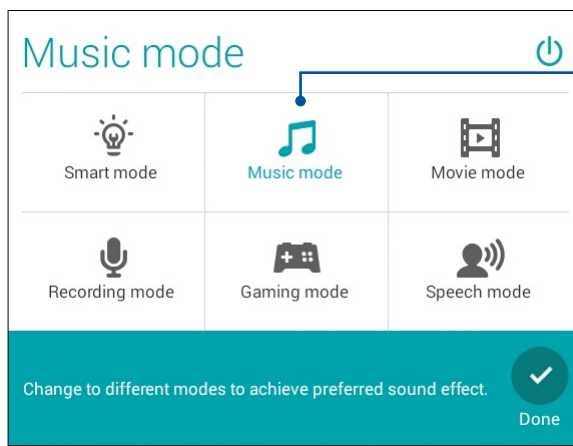 Music mode
Smart mode
Music mode
Movie mode
Recording mode
Gaming mode
Speech mode
Change to different modes to achieve preferred sound effect.
Done